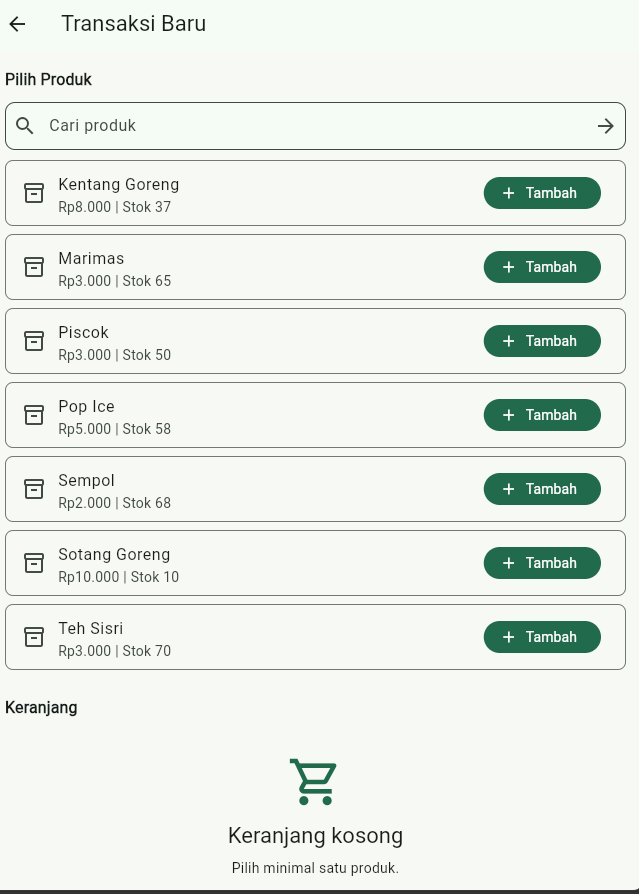 Transaksi Baru
Pilih Produk
Cari produk
Kentang Goreng
Rp8.000 | Stok 37
Tambah
Marimas
Rp3.000 | Stok 65
Tambah
Piscok
Rp3.000 | Stok 50
Tambah
Pop Ice
Rp5.000 | Stok 58
Tambah
Sempol
Rp2.000 | Stok 68
Tambah
Sotang Goreng
Rp10.000 | Stok 10
Tambah
Teh Sisri
Rp3.000 | Stok 70
Tambah
Keranjang
Keranjang kosong
Pilih minimal satu produk.